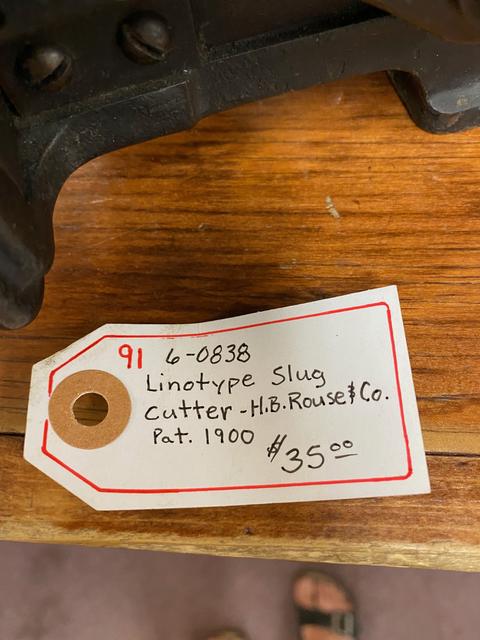 91 6-0838
Linotype Slug
Cutter-H.B.Rouse & Co.
Pat. 1900
$35.00